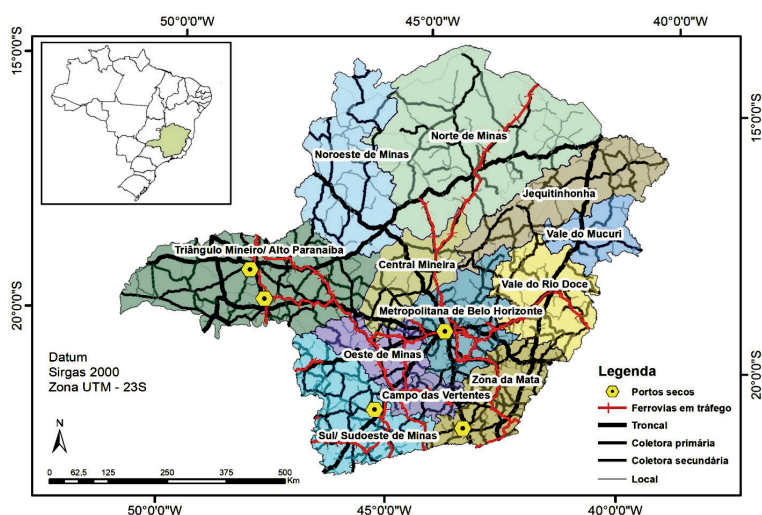 50°0'0"W
45°0'0"W
40°0'0"W
15°0'0"S
15°0'0"S
Norte de Minas
Noroeste de Minas
Jequitinhonha
Vale do Mucuri
Triângulo Mineiro/ Alto Paranaiba
Central Mineira
Vale do Rio Doce
20°0'0"S
Metropolitana de Belo Horizonte
20°0'0"S
Oeste de Minas
Zona da Mata
Campo das Vertentes
Sul/ Sudoeste de Minas
Datum
Sirgas 2000
Zona UTM - 23S
N
0 62,5 125 250 375 500
Km
Legenda
Portos secos
Ferrovias em tráfego
Troncal
Coletora primária
Coletora secundária
Local
50°0'0"W
45°0'0"W
40°0'0"W